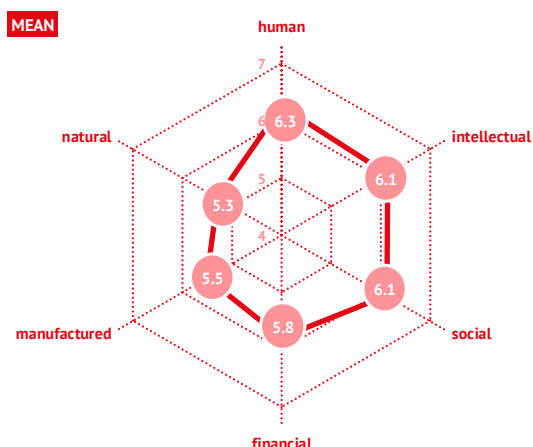 MEAN
human
7
6
6.3
natural
intellectual
5
6.1
5.3
4
5.5
6.1
5.8
manufactured
social
financial